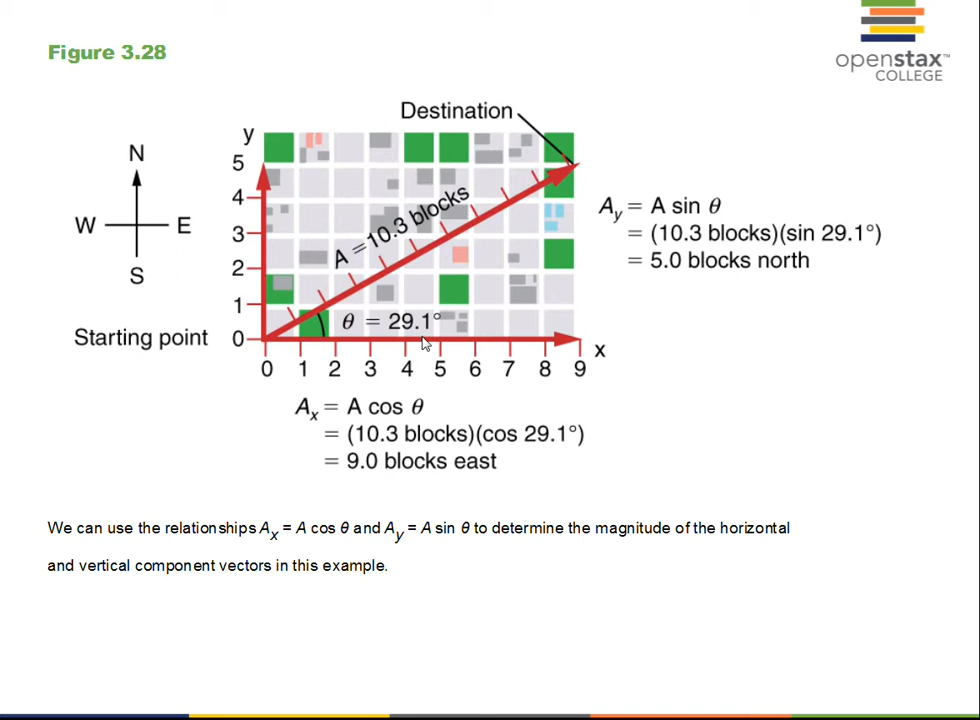 Figure 3.28
openstax™
COLLEGE
Destination
N
W E
S
y
5
4
3
2
1
0
Starting point
A = 10.3 blocks
θ = 29.1°
x
0 1 2 3 4 5 6 7 8 9
Ay = A sin θ
= (10.3 blocks)(sin 29.1°)
= 5.0 blocks north
Ax = A cos θ
= (10.3 blocks)(cos 29.1°)
= 9.0 blocks east
We can use the relationships Ax = A cos θ and Ay = A sin θ to determine the magnitude of the horizontal
and vertical component vectors in this example.